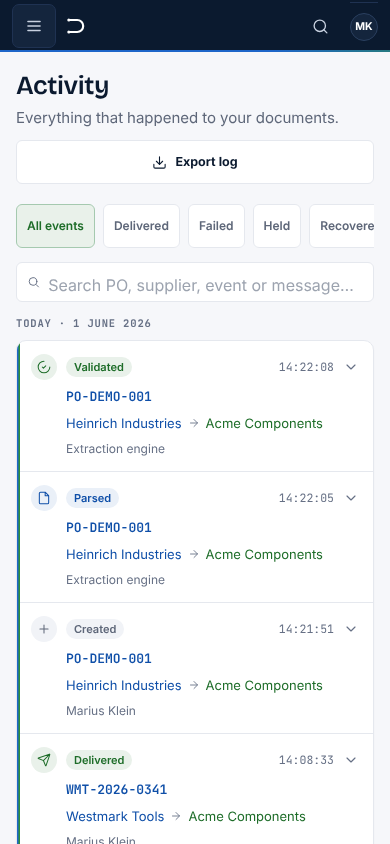 MK
Activity
Everything that happened to your documents.
Export log
All events Delivered Failed Held Recovere
Search PO, supplier, event or message...
TODAY · 1 JUNE 2026
Validated 14:22:08
PO-DEMO-001
Heinrich Industries → Acme Components
Extraction engine
Parsed 14:22:05
PO-DEMO-001
Heinrich Industries → Acme Components
Extraction engine
Created 14:21:51
PO-DEMO-001
Heinrich Industries → Acme Components
Marius Klein
Delivered 14:08:33
WMT-2026-0341
Westmark Tools → Acme Components
Marius Klein